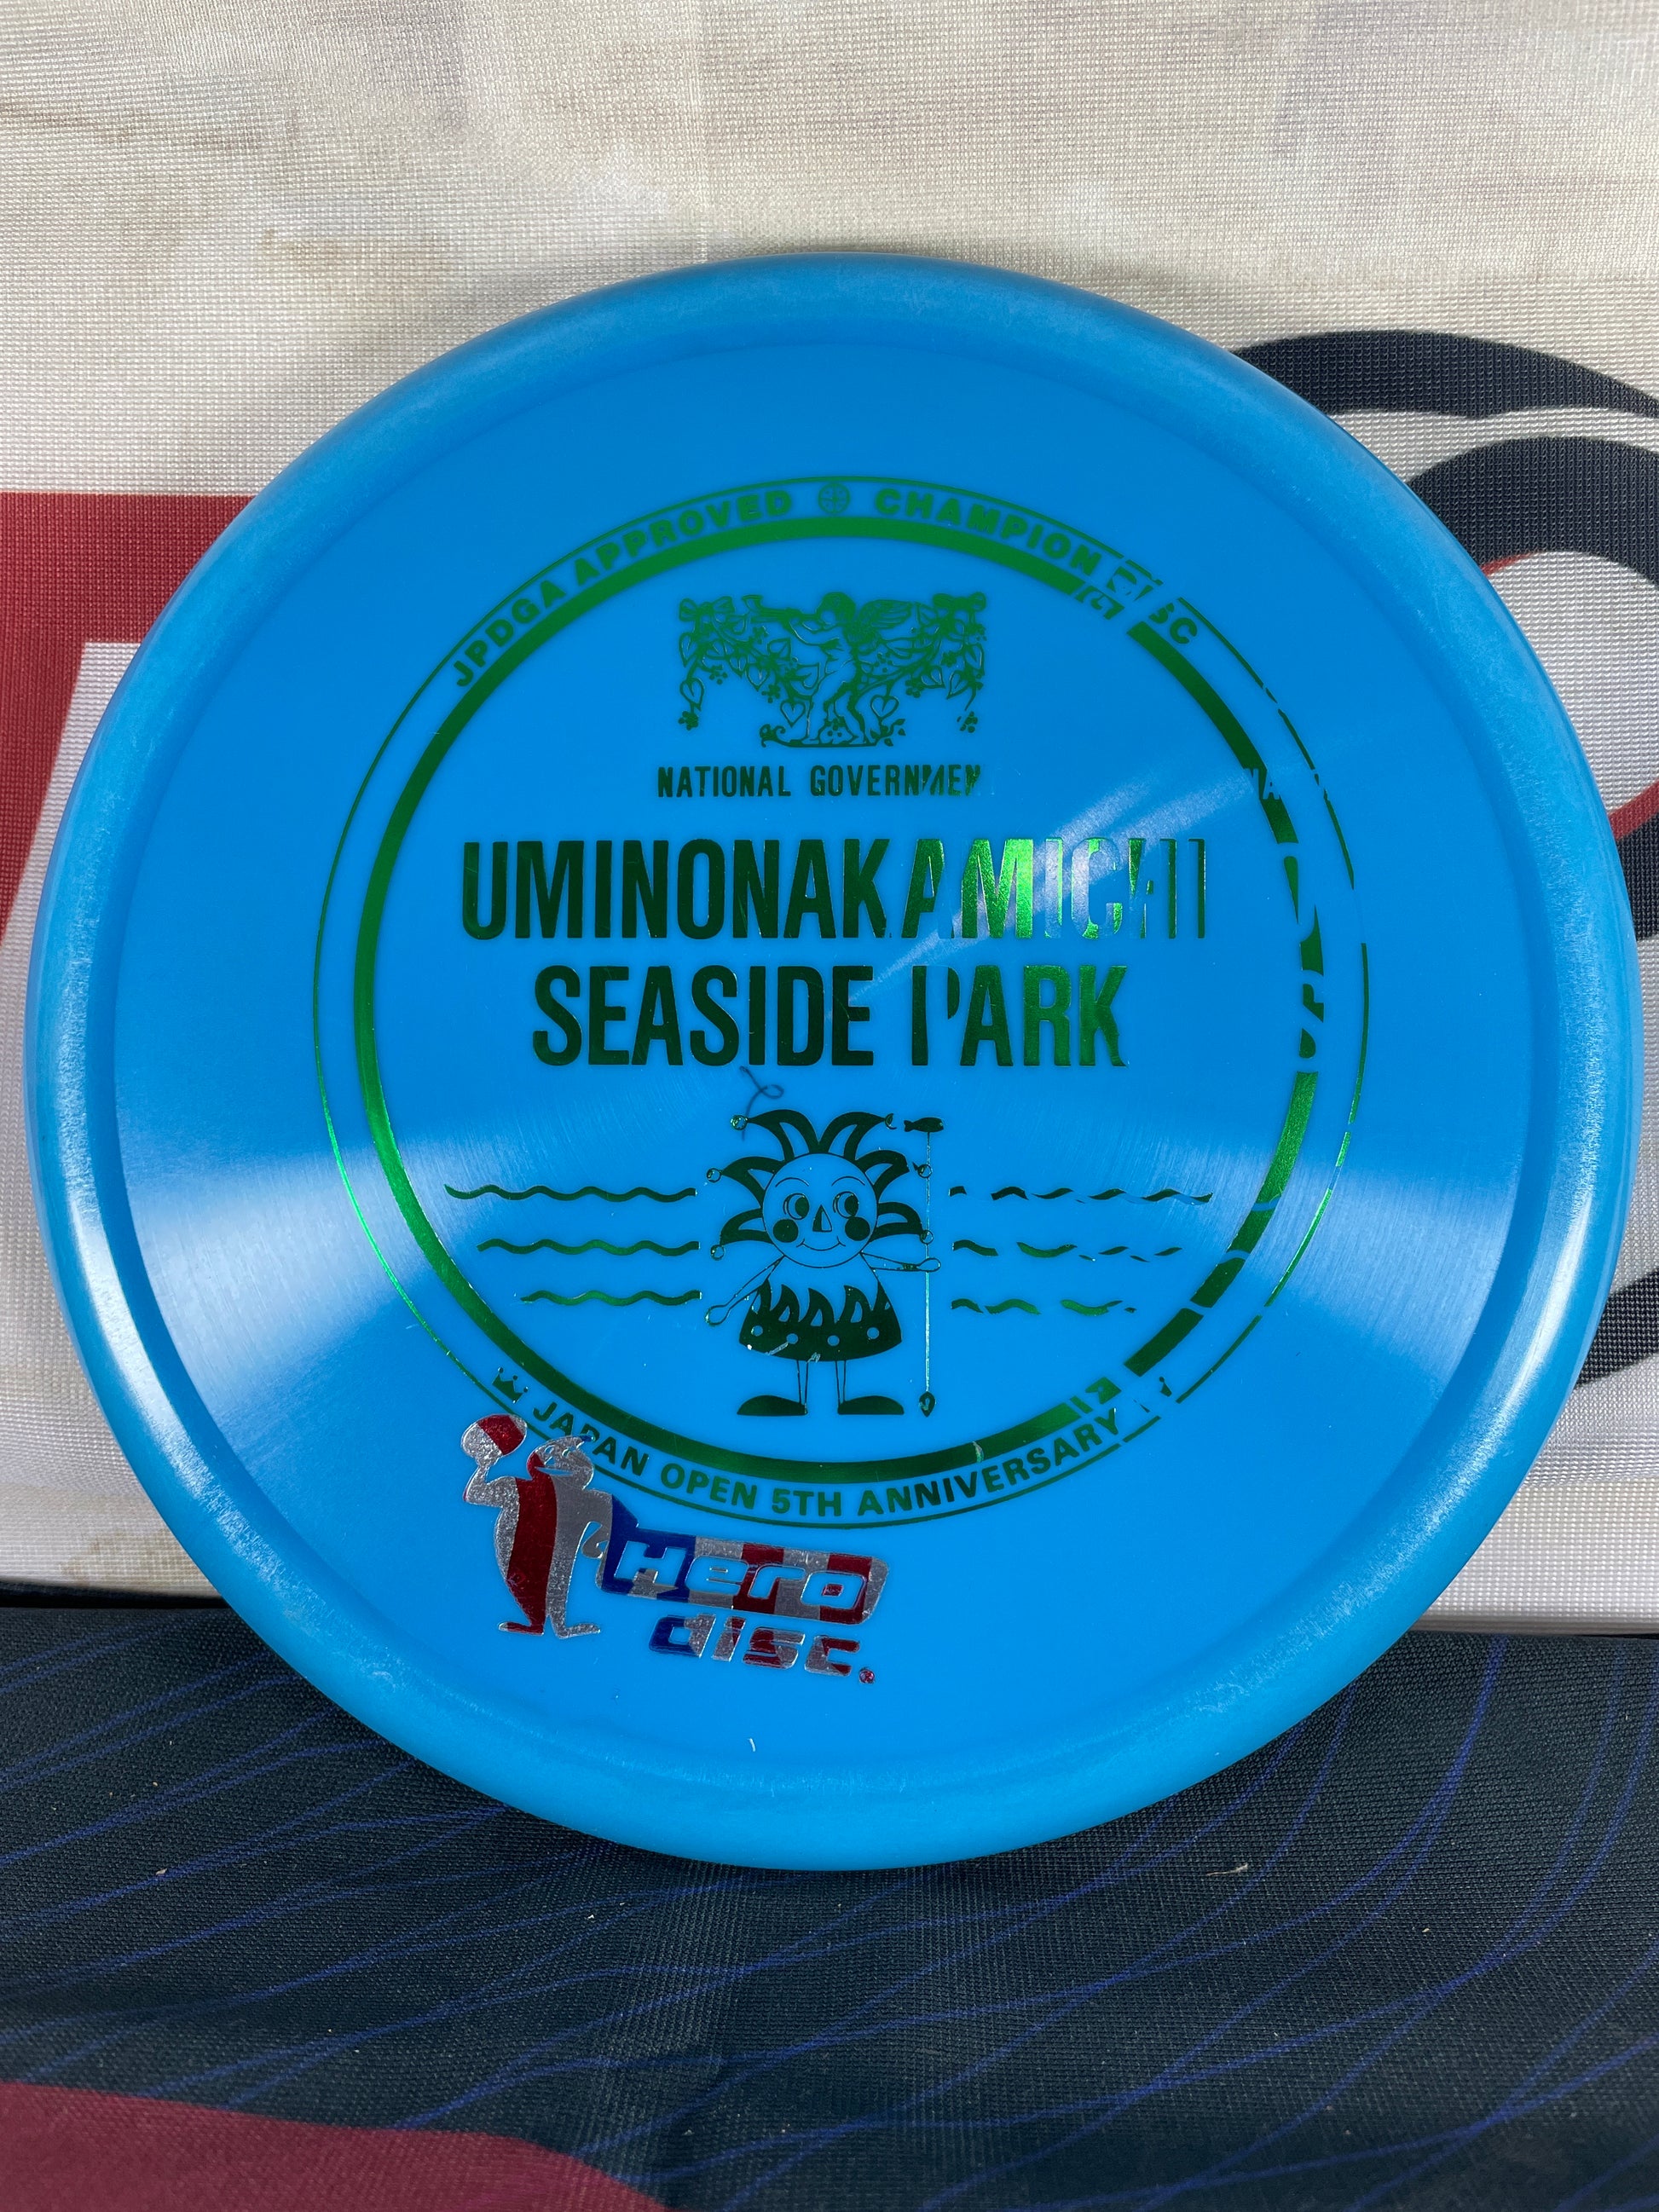 JPDGA APPROVED CHAMPION DISC
NATIONAL GOVERNMEN
UMINONAKAMICHI
SEASIDE PARK
JAPAN OPEN 5TH ANNIVERSARY
Hero
disc.